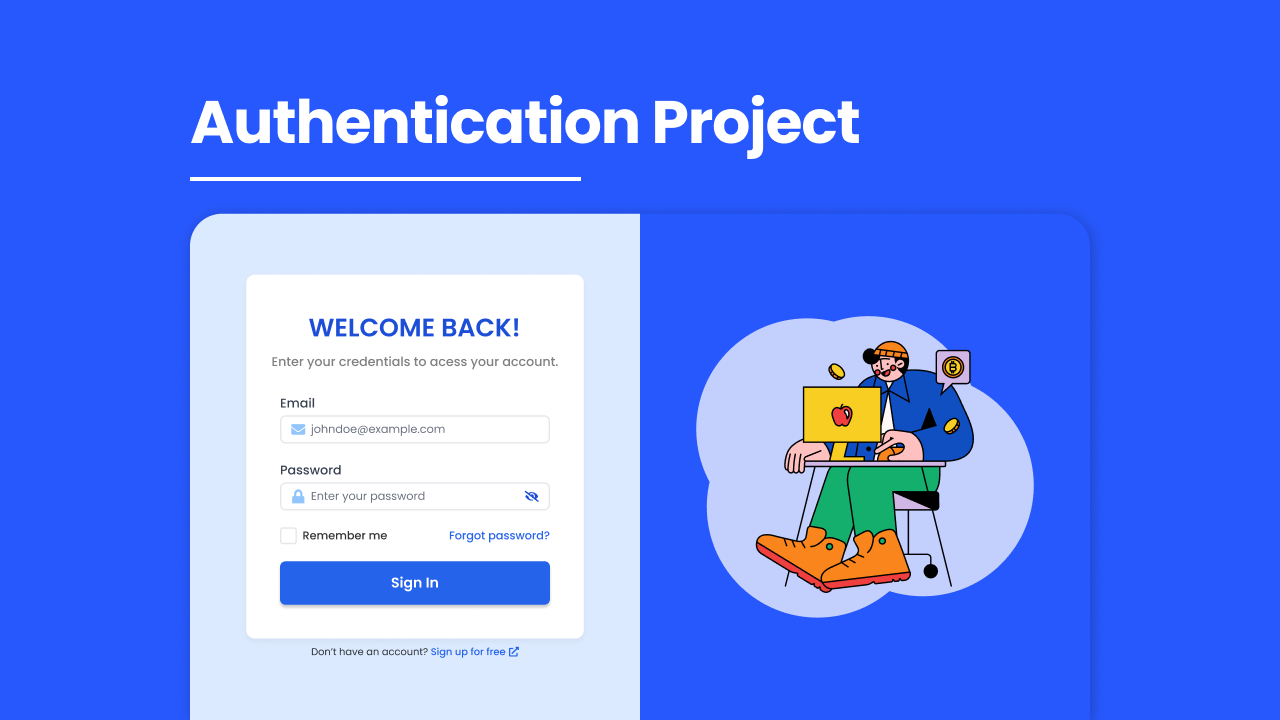 Authentication Project
WELCOME BACK!
Enter your credentials to acess your account.
Email
johndoe@example.com
Password
Enter your password
Remember me
Forgot password?
Sign In
Don't have an account? Sign up for free